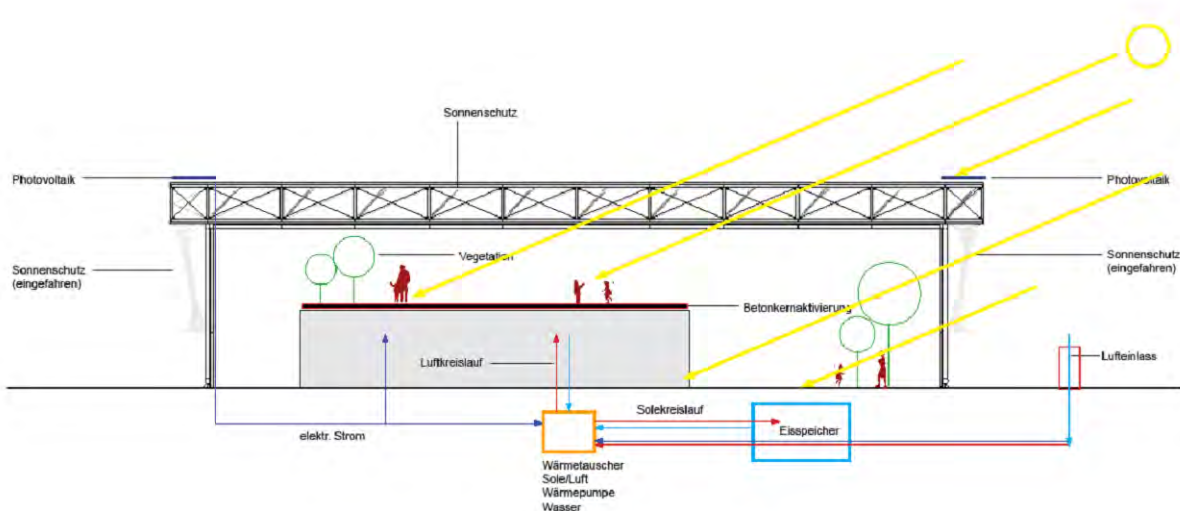 Sonnenschutz
Photovoltaik
Photovoltaik
Sonnenschutz
(eingefahren)
Vegetation
Sonnenschutz
(eingefahren)
Betonkernaktivierung
Luftkreislauf
Lufteinlass
Solekreislauf
elektr. Strom
Eisspeicher
Wärmetauscher
Sole/Luft
Wärmepumpe
Wasser